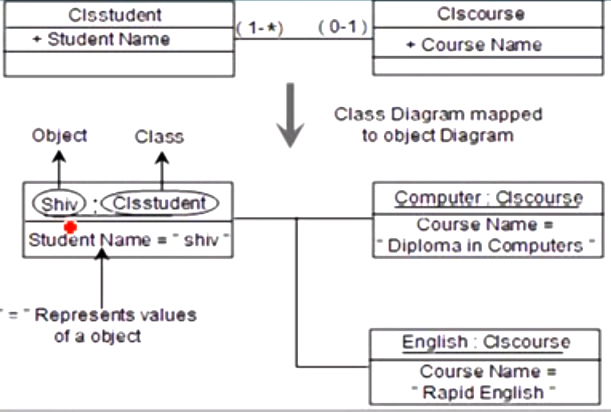 Clsstudent
+ Student Name
(1-*)
(0-1)
Clscourse
+ Course Name
Class Diagram mapped
to object Diagram
Object
Class
Shiv : Clsstudent
Student Name = " shiv "
" = " Represents values
of a object
Computer : Clscourse
Course Name =
" Diploma in Computers "
English : Clscourse
Course Name =
" Rapid English "